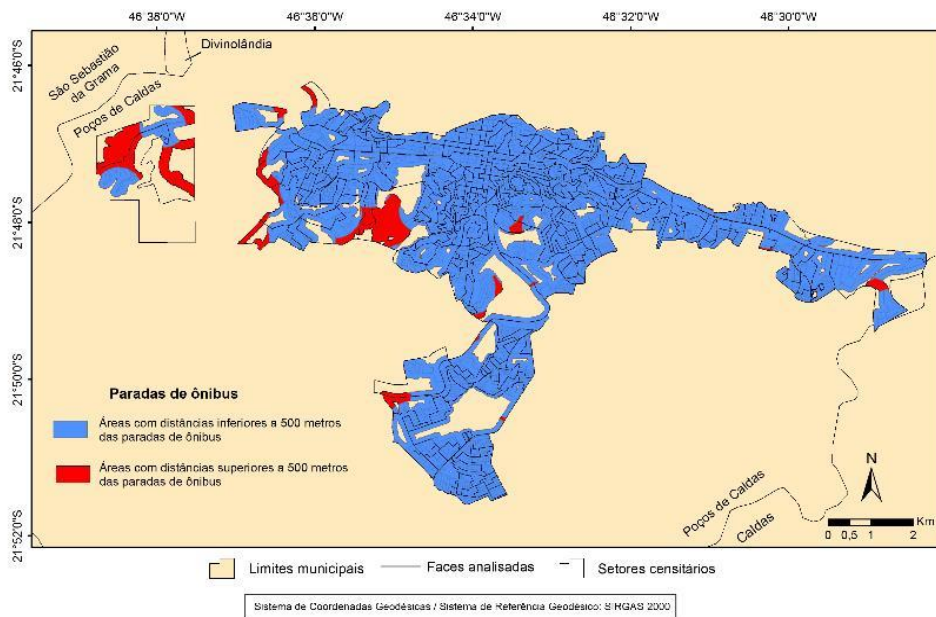 46°38'0"O 46°38'0"O 46°34'0"O 46°32'0"O 46°30'0"O
21°46'0"S
21°48'0"S
21°50'0"S
21°52'0"S
Divinolândia
São Sebastião
da Grama
Poços de Caldas
Paradas de ônibus
Áreas com distâncias inferiores a 500 metros
das paradas de ônibus
Áreas com distâncias superiores a 500 metros
das paradas de ônibus
Poços de Caldas
Caldas
N
Km
0 0,5 1 2
Limites municipais Faces analisadas Setores censitários
Sistema de Coordenadas Geodésicas / Sistema de Referência Geodésico: SIRGAS 2000